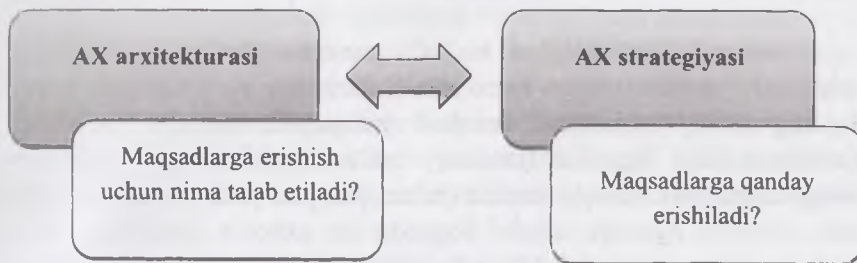 AX arxitekturasi
Maqsadlarga erishish
uchun nima talab etiladi?
AX strategiyasi
Maqsadlarga qanday
erishiladi?